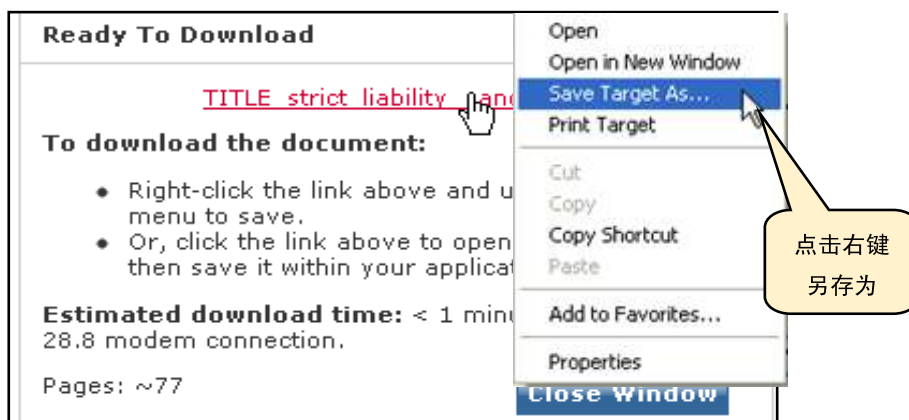 Ready To Download
TITLE strict liability
To download the document:
• Right-click the link above and u
menu to save.
• Or, click the link above to open
then save it within your applicat
Estimated download time: < 1 minu
28.8 modem connection.
Pages: ~77
Open
Open in New Window
Save Target As...
Print Target
Cut
Copy
Copy Shortcut
Paste
Add to Favorites...
Properties
Close Window
点击右键
另存为